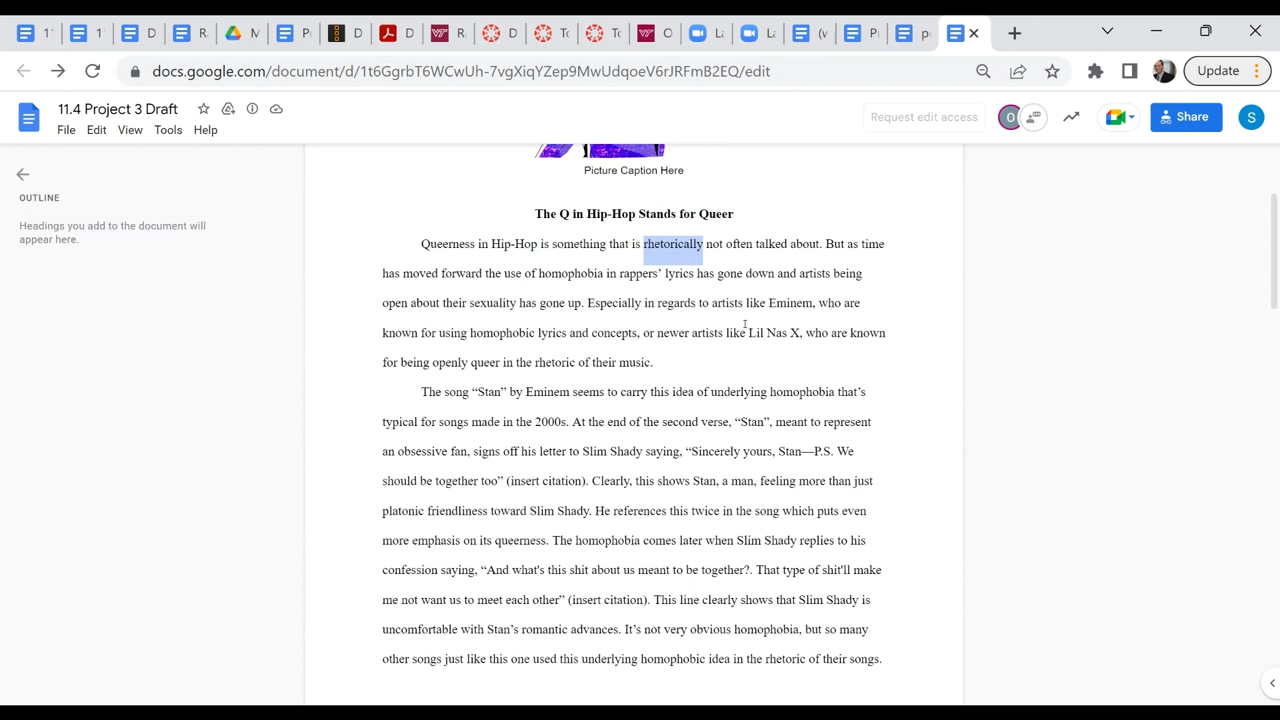 1
1
D
R
M
P
D
D
R
D
To
To
O
La
La
(v
P
p
docs.google.com/document/d/1t6GgrbT6WCwUh-7vgXiqYZep9MwUdqoeV6rJRFmB2EQ/edit
Update
11.4 Project 3 Draft
File Edit View Tools Help
Request edit access
O
Share
S
OUTLINE
Headings you add to the document will
appear here.
Picture Caption Here
The Q in Hip-Hop Stands for Queer
Queerness in Hip-Hop is something that is rhetorically not often talked about. But as time
has moved forward the use of homophobia in rappers’ lyrics has gone down and artists being
open about their sexuality has gone up. Especially in regards to artists like Eminem, who are
known for using homophobic lyrics and concepts, or newer artists like Lil Nas X, who are known
for being openly queer in the rhetoric of their music.
The song “Stan” by Eminem seems to carry this idea of underlying homophobia that’s
typical for songs made in the 2000s. At the end of the second verse, “Stan”, meant to represent
an obsessive fan, signs off his letter to Slim Shady saying, “Sincerely yours, Stan—P.S. We
should be together too” (insert citation). Clearly, this shows Stan, a man, feeling more than just
platonic friendliness toward Slim Shady. He references this twice in the song which puts even
more emphasis on its queerness. The homophobia comes later when Slim Shady replies to his
confession saying, “And what's this shit about us meant to be together?. That type of shit'll make
me not want us to meet each other” (insert citation). This line clearly shows that Slim Shady is
uncomfortable with Stan’s romantic advances. It’s not very obvious homophobia, but so many
other songs just like this one used this underlying homophobic idea in the rhetoric of their songs.